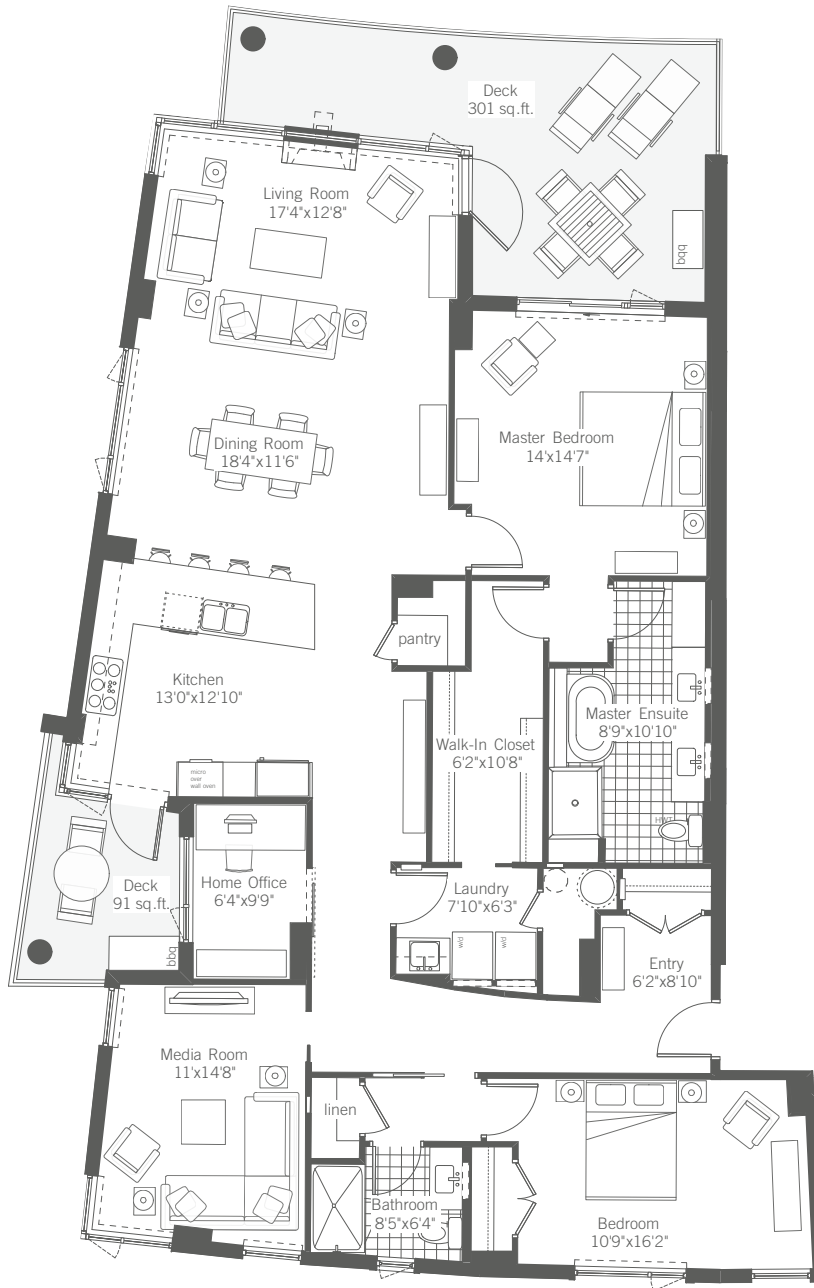 Deck
301 sq.ft.
Living Room
17'4"x12'8"
bbq
Master Bedroom
14'x14'7"
Dining Room
18'4"x11'6"
pantry
Kitchen
13'0"x12'10"
Master Ensuite
8'9"x10'10"
Walk-In Closet
6'2"x10'8"
micro
over
wall oven
HWT
Deck
91 sq.ft.
Home Office
6'4"x9'9"
Laundry
7'10"x6'3"
w/d
w/d
bbq
Entry
6'2"x8'10"
Media Room
11'x14'8"
linen
Bathroom
8'5"x6'4"
Bedroom
10'9"x16'2"